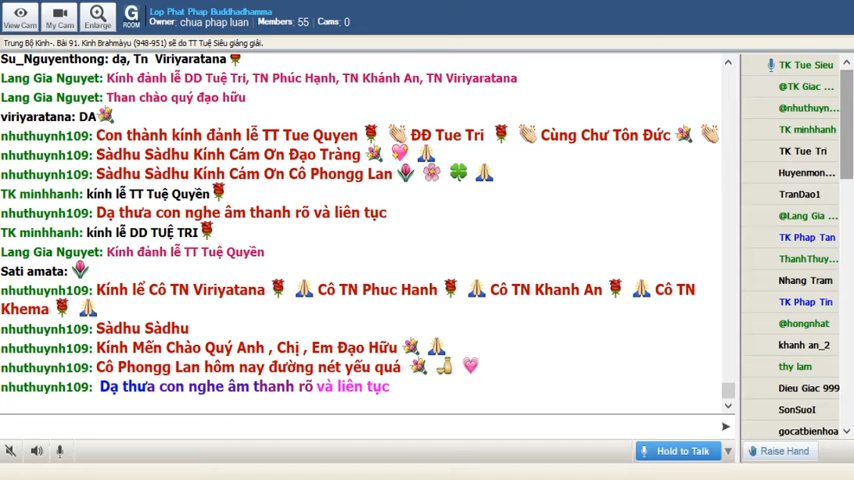 Lop Phat Phap Buddhadhamma
Owner: chua phap luan Members: 55 Cams: 0
View Cam
My Cam
Enlarge
G
ROOM
Trung Bộ Kinh-. Bài 91. Kinh Brahmàyu (948-951) sẽ do TT Tuệ Siêu giảng giải.
Su_Nguyenthong: dạ, Tn Viriyaratana
Lang Gia Nguyet: Kính đảnh lễ DD Tuệ Tri, TN Phúc Hạnh, TN Khánh An, TN Viriyaratana
Lang Gia Nguyet: Than chào quý đạo hữu
viriyaratana: DA
nhuthuynh109: Con thành kính đảnh lễ TT Tue Quyen ĐĐ Tue Tri Cùng Chư Tôn Đức
nhuthuynh109: Sàdhu Sàdhu Kính Cám Ơn Đạo Tràng
nhuthuynh109: Sàdhu Sàdhu Kính Cám Ơn Cô Phongg Lan
TK minhhanh: kính lễ TT Tuệ Quyền
nhuthuynh109: Dạ thưa con nghe âm thanh rõ và liên tục
TK minhhanh: kính lễ DD TUỆ TRI
Lang Gia Nguyet: Kính đảnh lễ TT Tuệ Quyền
Sati amata:
nhuthuynh109: Kính lể Cô TN Viriyatana Cô TN Phuc Hanh Cô TN Khanh An Cô TN
Khema
nhuthuynh109: Sàdhu Sàdhu
nhuthuynh109: Kính Mến Chào Quý Anh , Chị , Em Đạo Hữu
nhuthuynh109: Cô Phongg Lan hôm nay đường nét yếu quá
nhuthuynh109: Dạ thưa con nghe âm thanh rõ và liên tục
Hold to Talk
TK Tue Sieu
@TK Giac ...
@nhuthuyn...
TK minhhanh
TK Tue Tri
Huyenmon...
TranDao1
@Lang Gia ...
TK Phap Tan
ThanhThuy...
Nhang Tram
TK Phap Tin
@hongnhat
khanh an_2
thy lam
Dieu Giac 999
SonSuoI
gocatbienhoa
Raise Hand